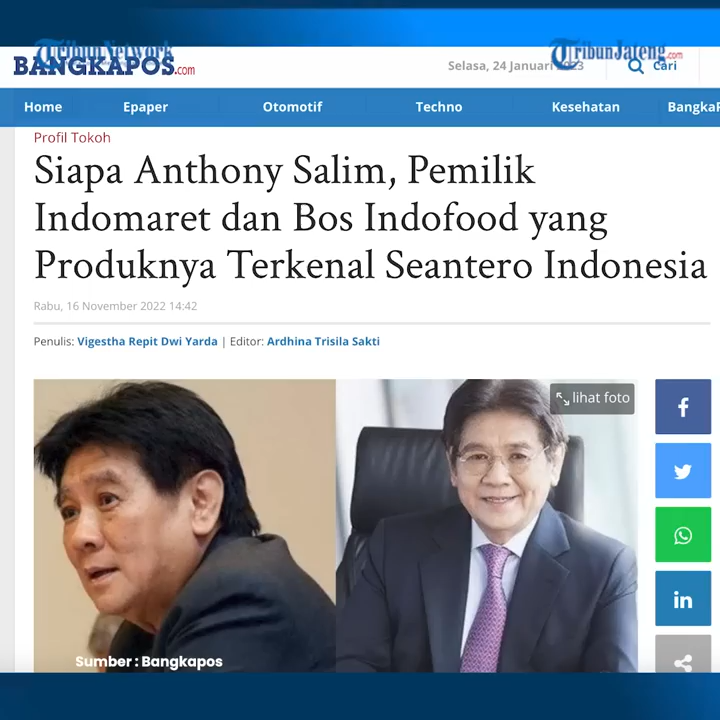 Tribun Network
TribunJateng.com
BANGKAPOS.com
Selasa, 24 Januari 2023
Cari
Home
Epaper
Otomotif
Techno
Kesehatan
BangkaP
Profil Tokoh
Siapa Anthony Salim, Pemilik
Indomaret dan Bos Indofood yang
Produknya Terkenal Seantero Indonesia
Rabu, 16 November 2022 14:42
Penulis: Vigestha Repit Dwi Yarda | Editor: Ardhina Trisila Sakti
lihat foto
f
in
Sumber : Bangkapos